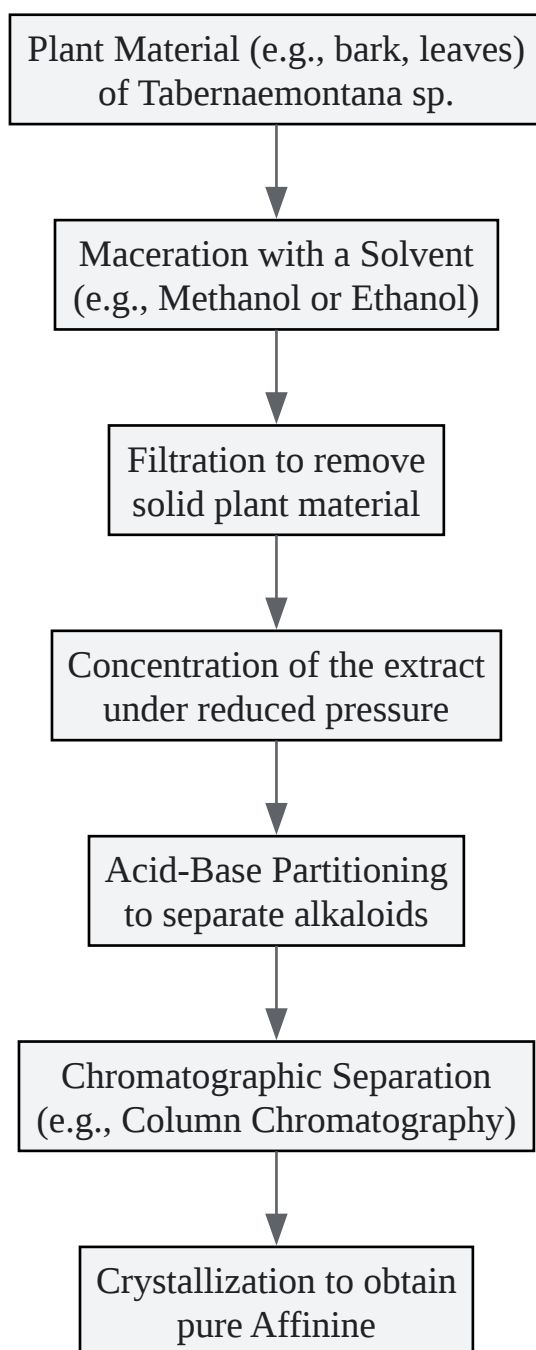 Plant Material (e.g., bark, leaves)
of Tabernaemontana sp.
Maceration with a Solvent
(e.g., Methanol or Ethanol)
Filtration to remove
solid plant material
Concentration of the extract
under reduced pressure
Acid-Base Partitioning
to separate alkaloids
Chromatographic Separation
(e.g., Column Chromatography)
Crystallization to obtain
pure Affinine